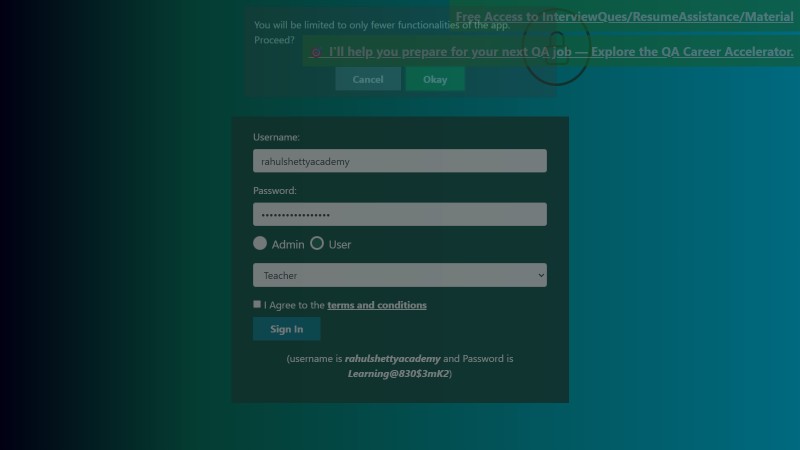 Free Access to InterviewQues/ResumeAssistance/Material
You will be limited to only fewer functionalities of the app.
Proceed?
I'll help you prepare for your next QA job — Explore the QA Career Accelerator.
Cancel
Okay
Username:
rahulshettyacademy
Password:
•••••••••••••••••
Admin
User
Teacher
I Agree to the terms and conditions
Sign In
(username is rahulshettyacademy and Password is
Learning@830$3mK2)